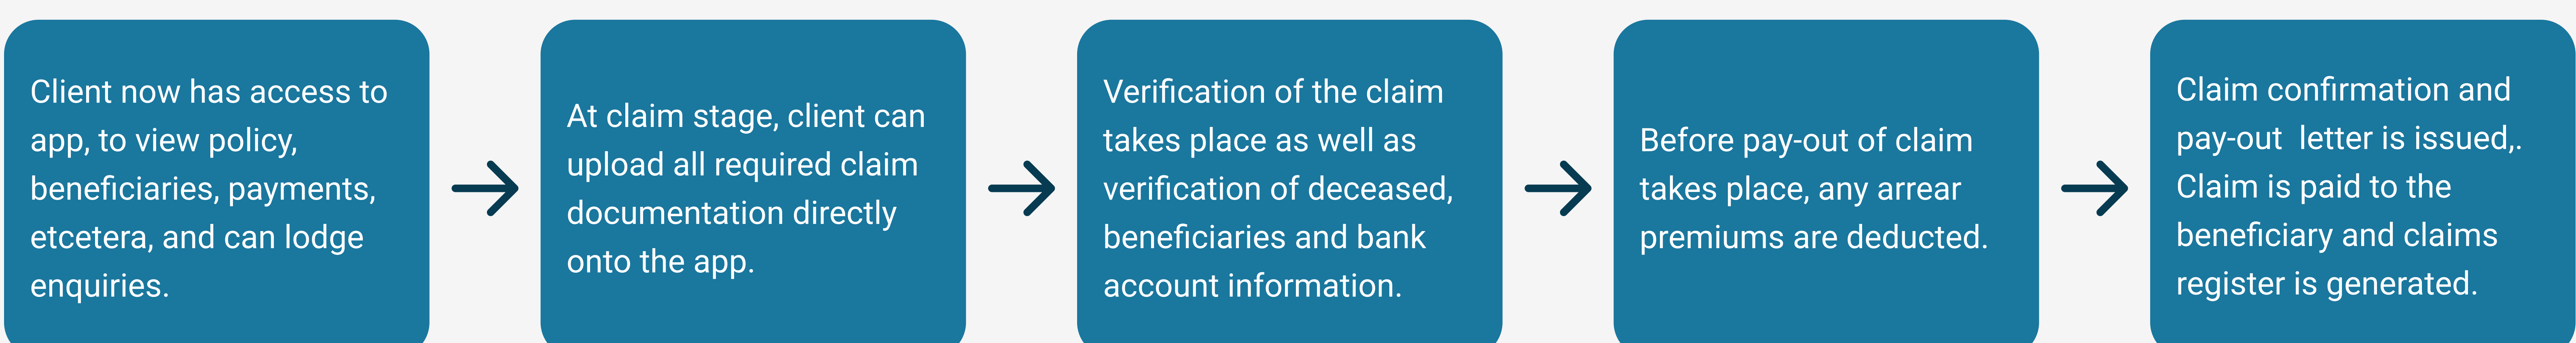 Client now has access to
app, to view policy,
beneficiaries, payments,
etcetera, and can lodge
enquiries.
At claim stage, client can
upload all required claim
documentation directly
onto the app.
Verification of the claim
takes place as well as
verification of deceased,
beneficiaries and bank
account information.
Before pay-out of claim
takes place, any arrear
premiums are deducted.
Claim confirmation and
pay-out  letter is issued,.
Claim is paid to the
beneficiary and claims
register is generated.